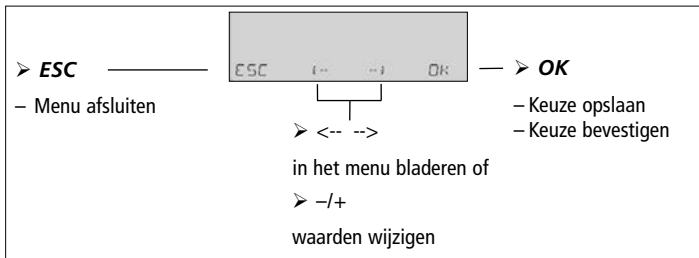 ESC <-- --> OK
➢ ESC
– Menu afsluiten
➢ OK
– Keuze opslaan
– Keuze bevestigen
➢ <-- -->
in het menu bladeren of
➢ –/+
waarden wijzigen